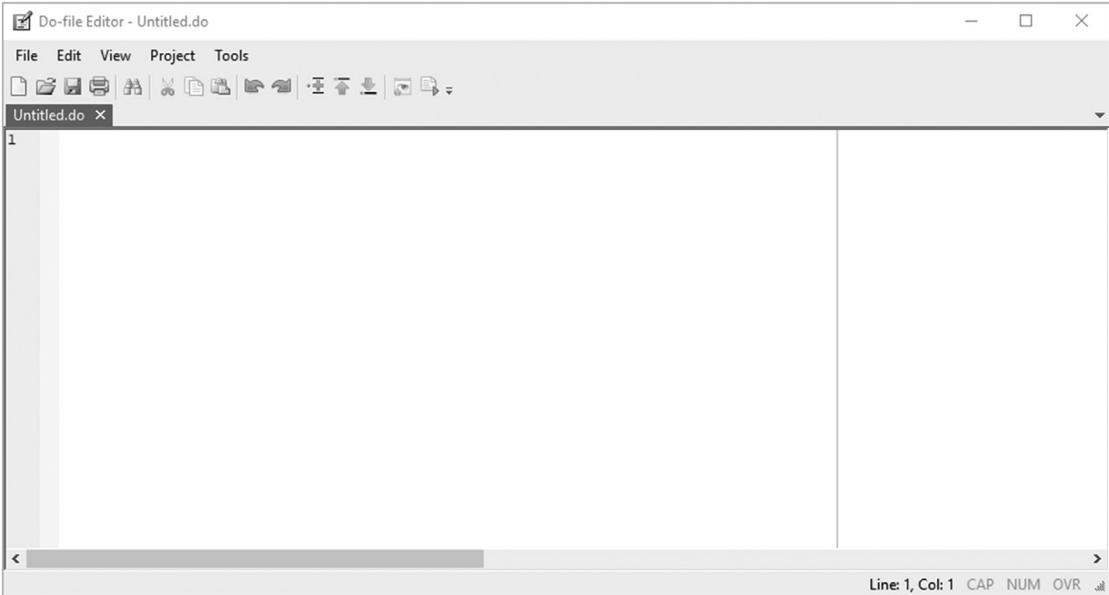 Do-file Editor - Untitled.do
File Edit View Project Tools
Untitled.do
1
Line: 1, Col: 1 CAP NUM OVR